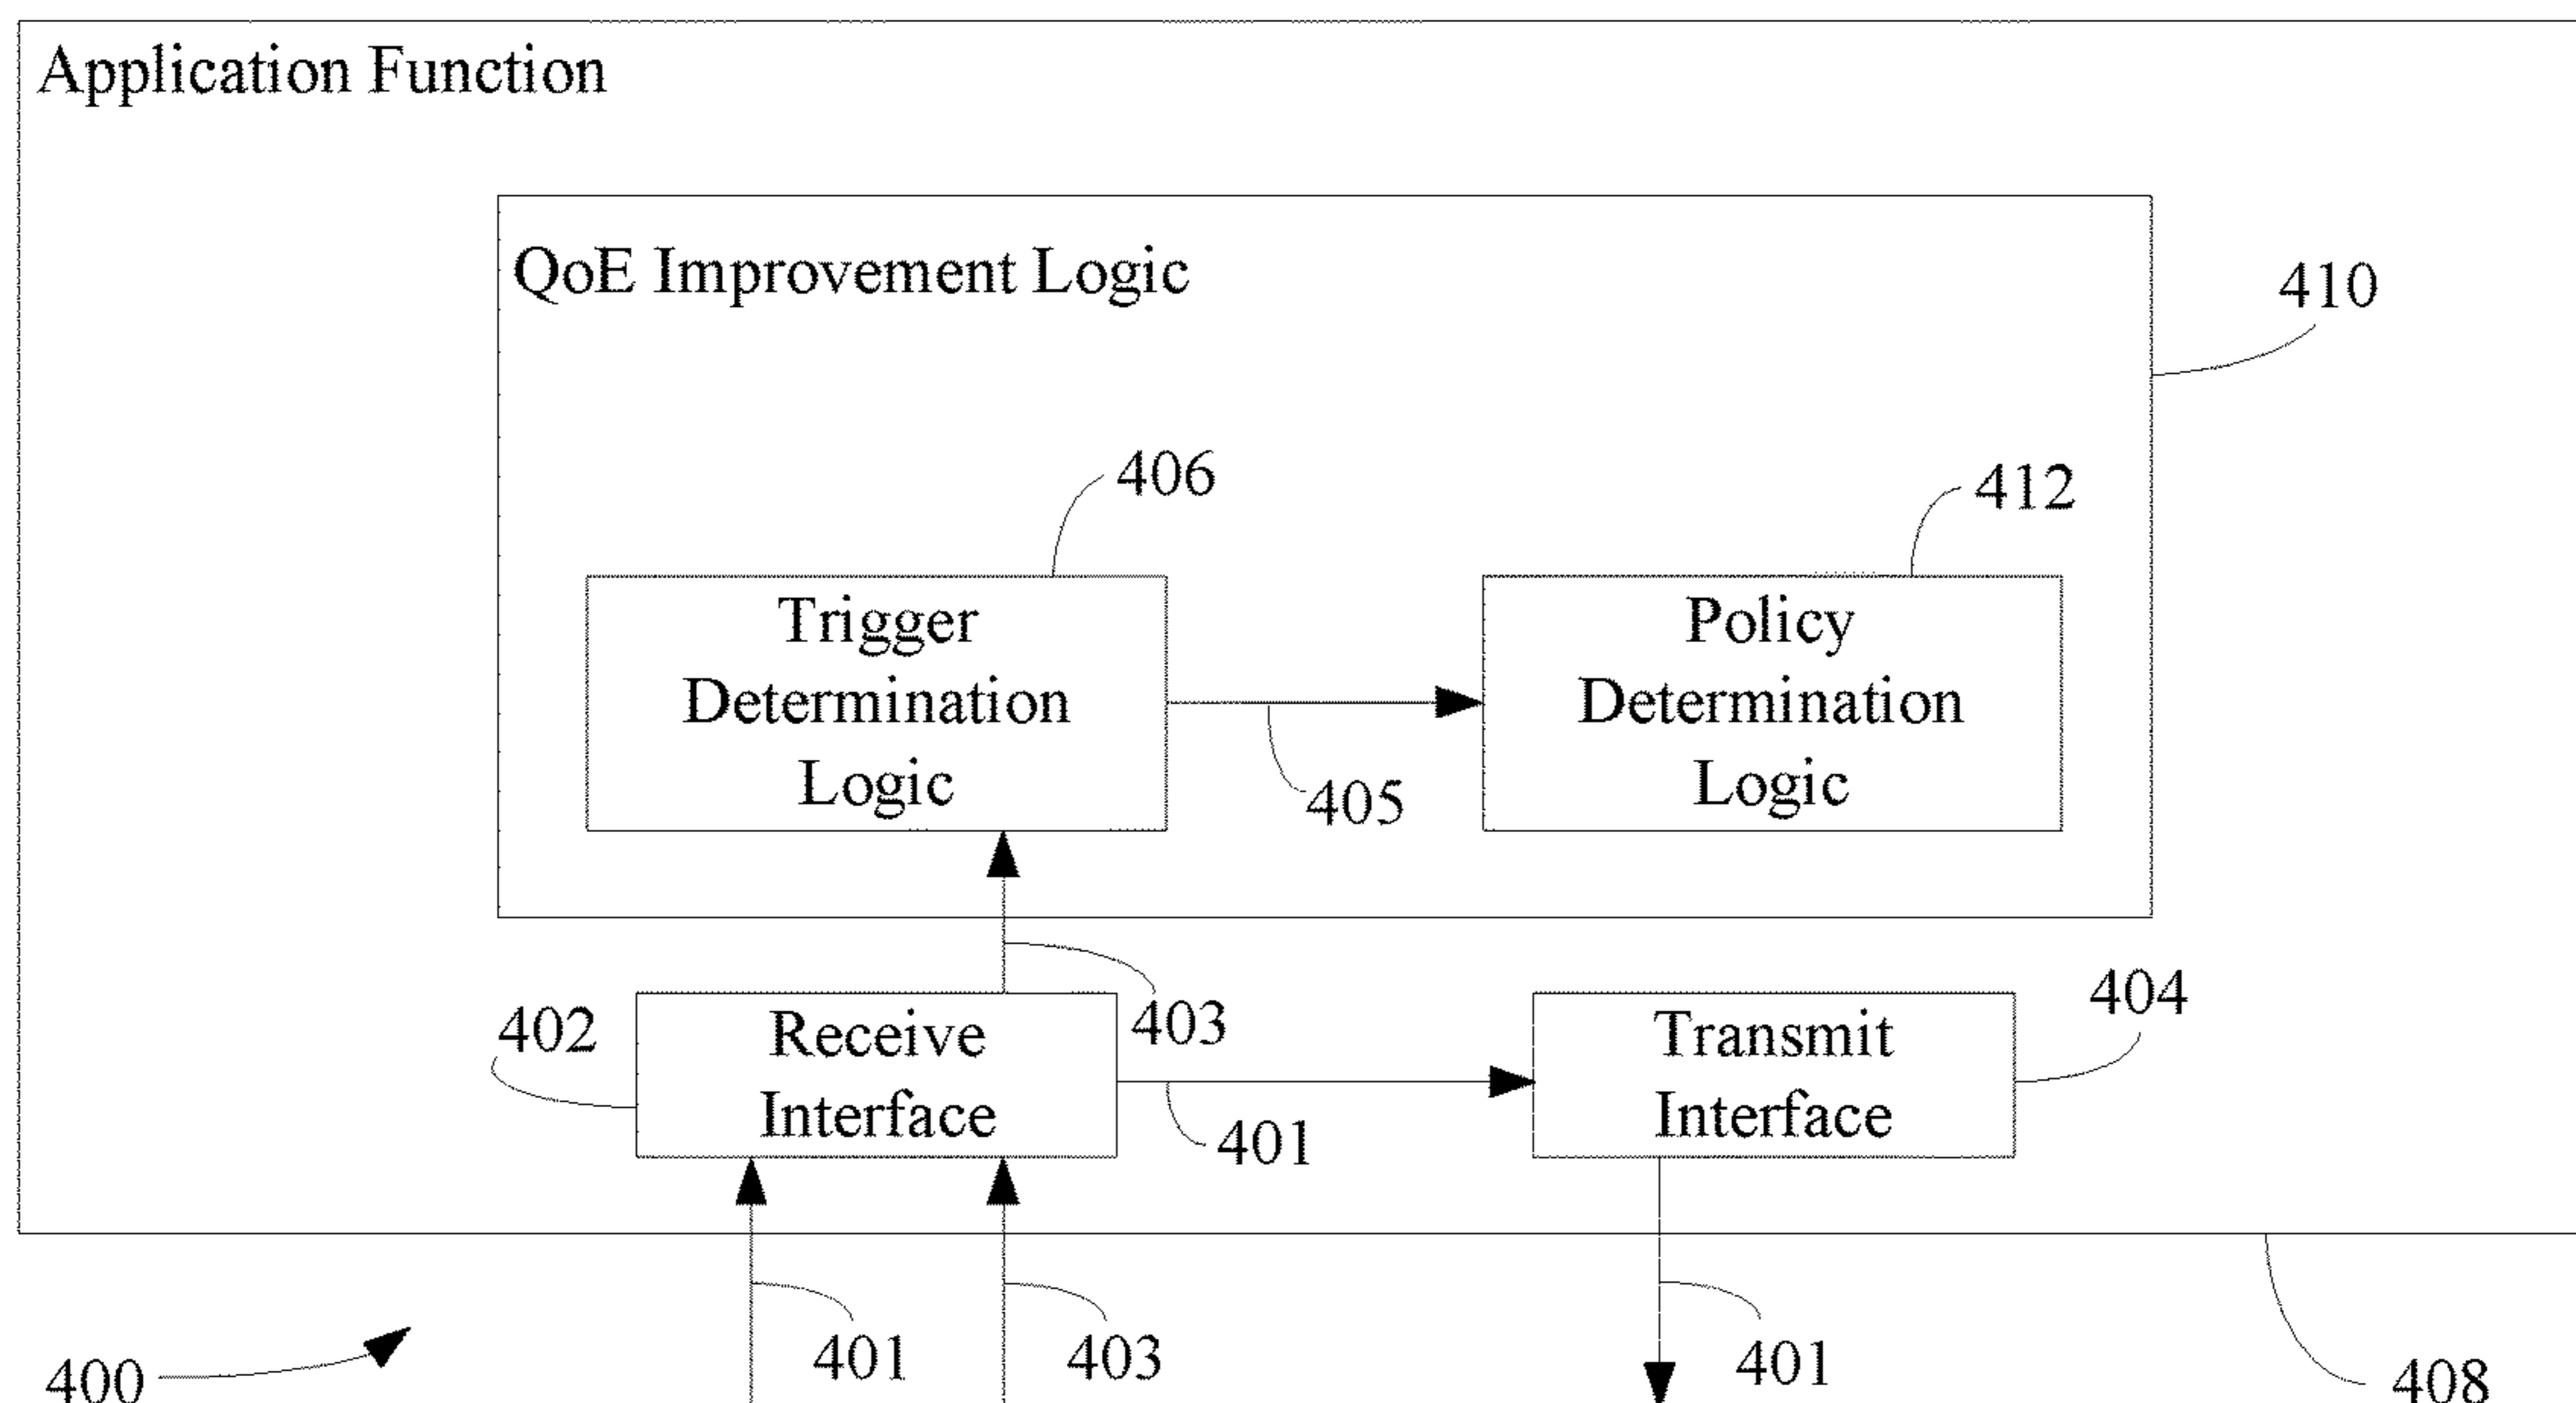 Application Function
QoE Improvement Logic
410
406
412
Trigger
Determination
Logic
405
Policy
Determination
Logic
403
402
Receive
Interface
401
Transmit
Interface
404
401
403
401
400
408